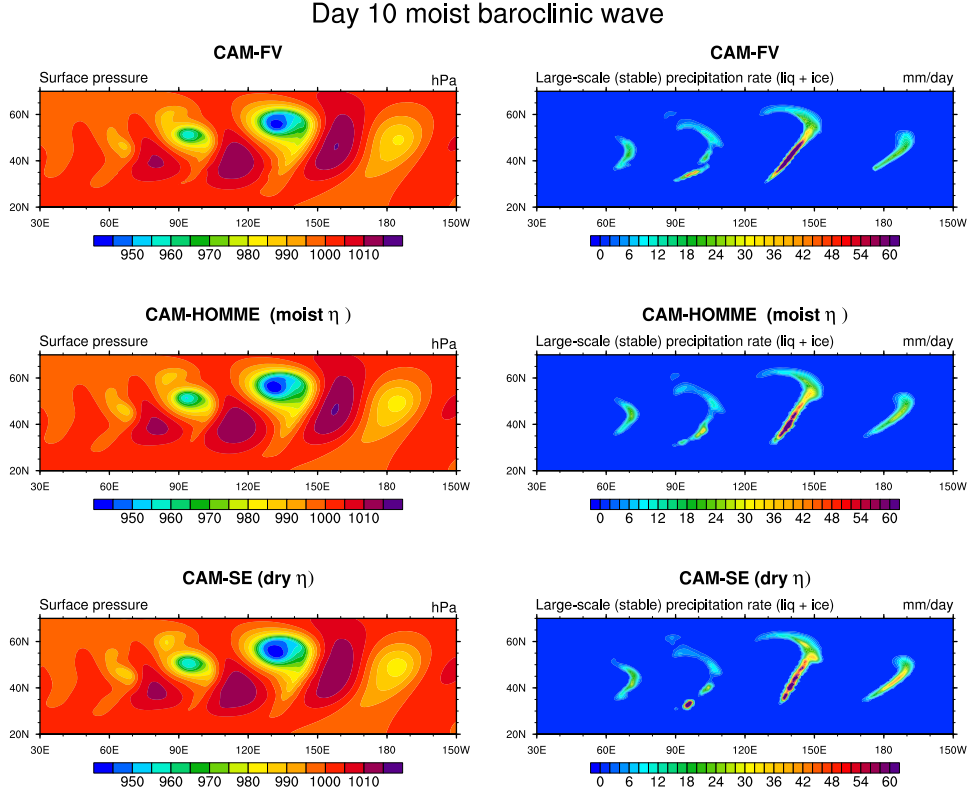 Day 10 moist baroclinic wave
CAM-FV
Surface pressure hPa
60N
40N
20N
30E 60E 90E 120E 150E 180 150W
950 960 970 980 990 1000 1010
CAM-FV
Large-scale (stable) precipitation rate (liq + ice) mm/day
60N
40N
20N
30E 60E 90E 120E 150E 180 150W
0 6 12 18 24 30 36 42 48 54 60
CAM-HOMME (moist η )
Surface pressure hPa
60N
40N
20N
30E 60E 90E 120E 150E 180 150W
950 960 970 980 990 1000 1010
CAM-HOMME (moist η )
Large-scale (stable) precipitation rate (liq + ice) mm/day
60N
40N
20N
30E 60E 90E 120E 150E 180 150W
0 6 12 18 24 30 36 42 48 54 60
CAM-SE (dry η)
Surface pressure hPa
60N
40N
20N
30E 60E 90E 120E 150E 180 150W
950 960 970 980 990 1000 1010
CAM-SE (dry η)
Large-scale (stable) precipitation rate (liq + ice) mm/day
60N
40N
20N
30E 60E 90E 120E 150E 180 150W
0 6 12 18 24 30 36 42 48 54 60